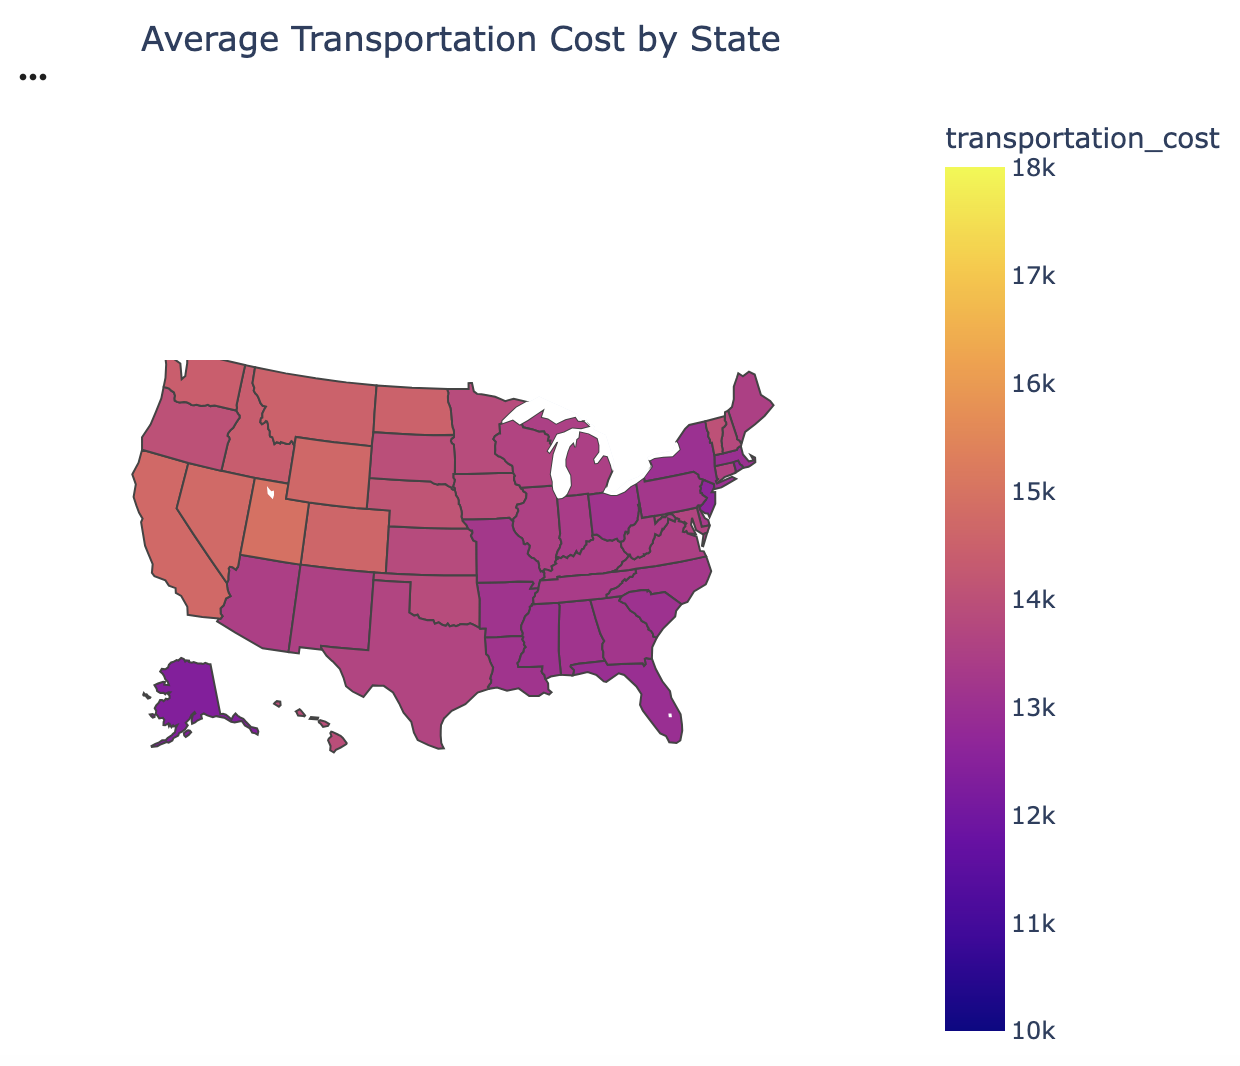 Average Transportation Cost by State
...
transportation_cost
18k
17k
16k
15k
14k
13k
12k
11k
10k